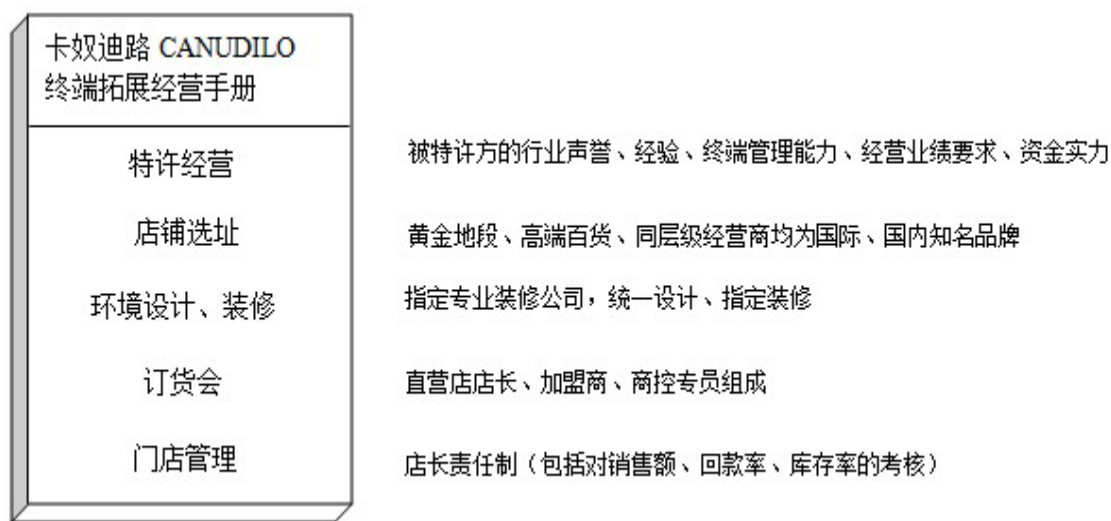 卡奴迪路 CANUDILO
终端拓展经营手册
特许经营
被特许方的行业声誉、经验、终端管理能力、经营业绩要求、资金实力
店铺选址
黄金地段、高端百货、同层级经营商均为国际、国内知名品牌
环境设计、装修
指定专业装修公司，统一设计、指定装修
订货会
直营店店长、加盟商、商控专员组成
门店管理
店长责任制（包括对销售额、回款率、库存率的考核）